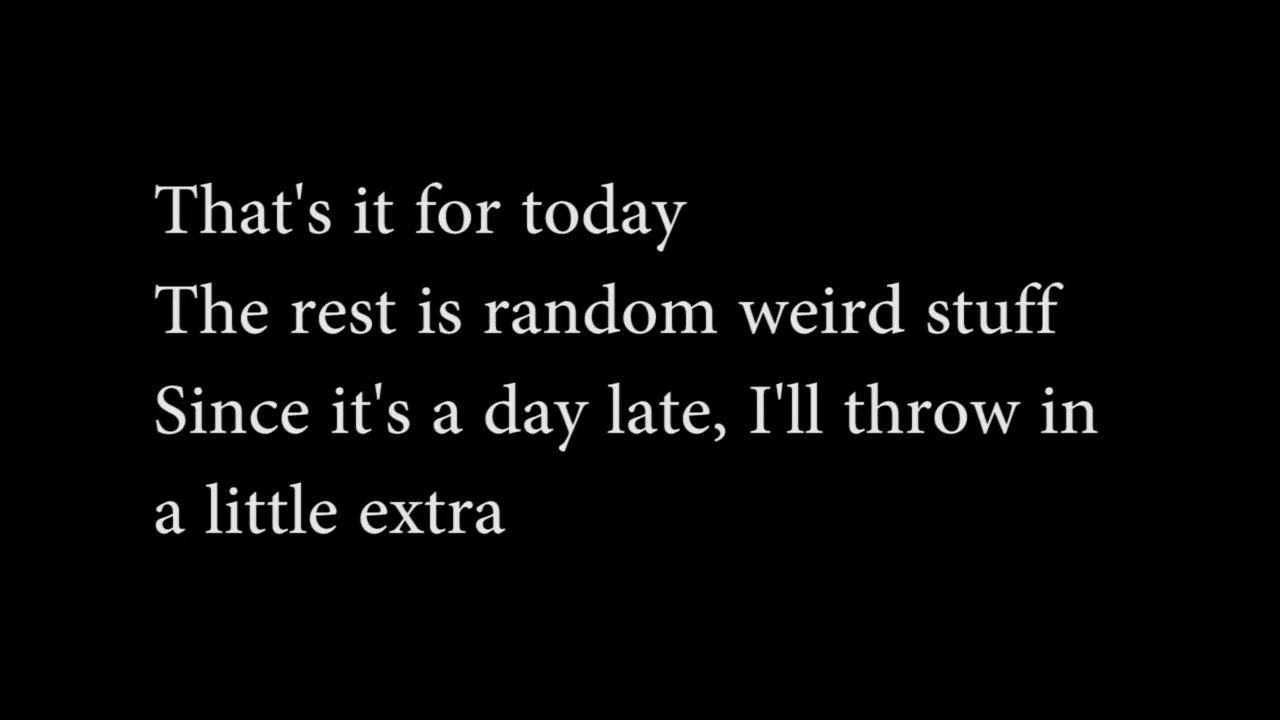 That's it for today
The rest is random weird stuff
Since it's a day late, I'll throw in
a little extra